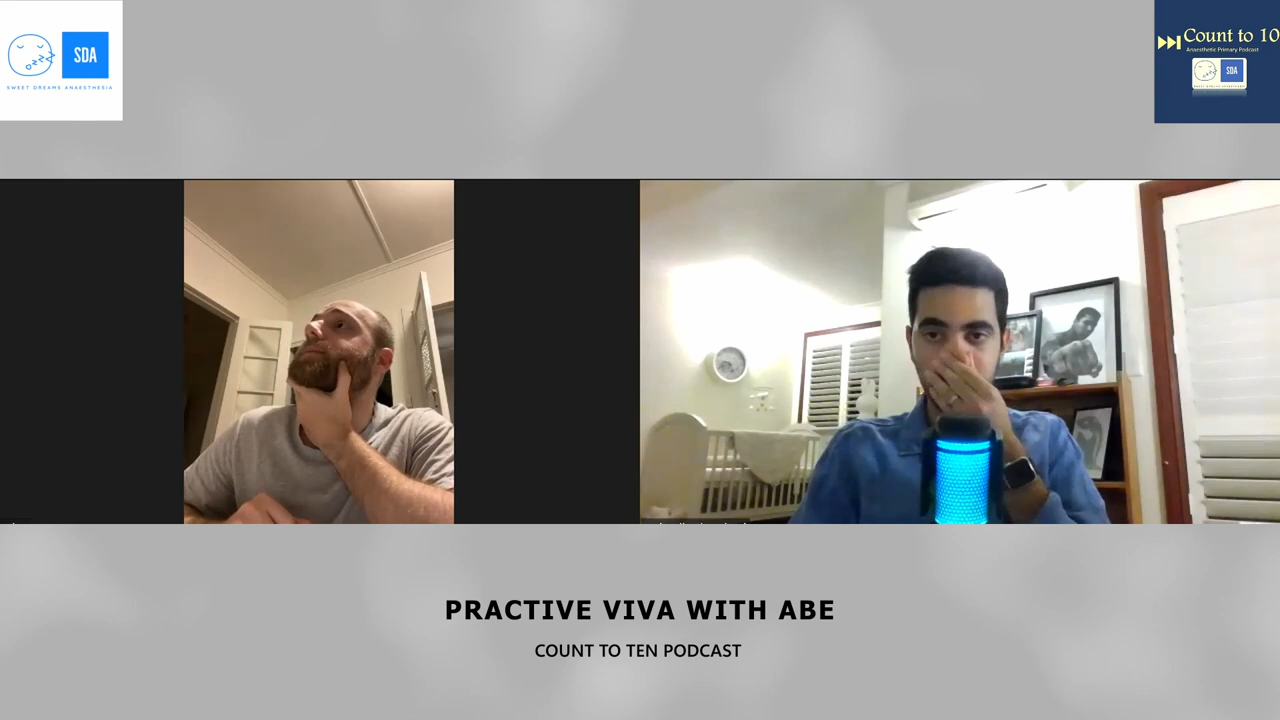 SDA
SWEET DREAMS ANAESTHESIA
Count to 10
Anaesthetic Primary Podcast
SDA
PRACTIVE VIVA WITH ABE
COUNT TO TEN PODCAST